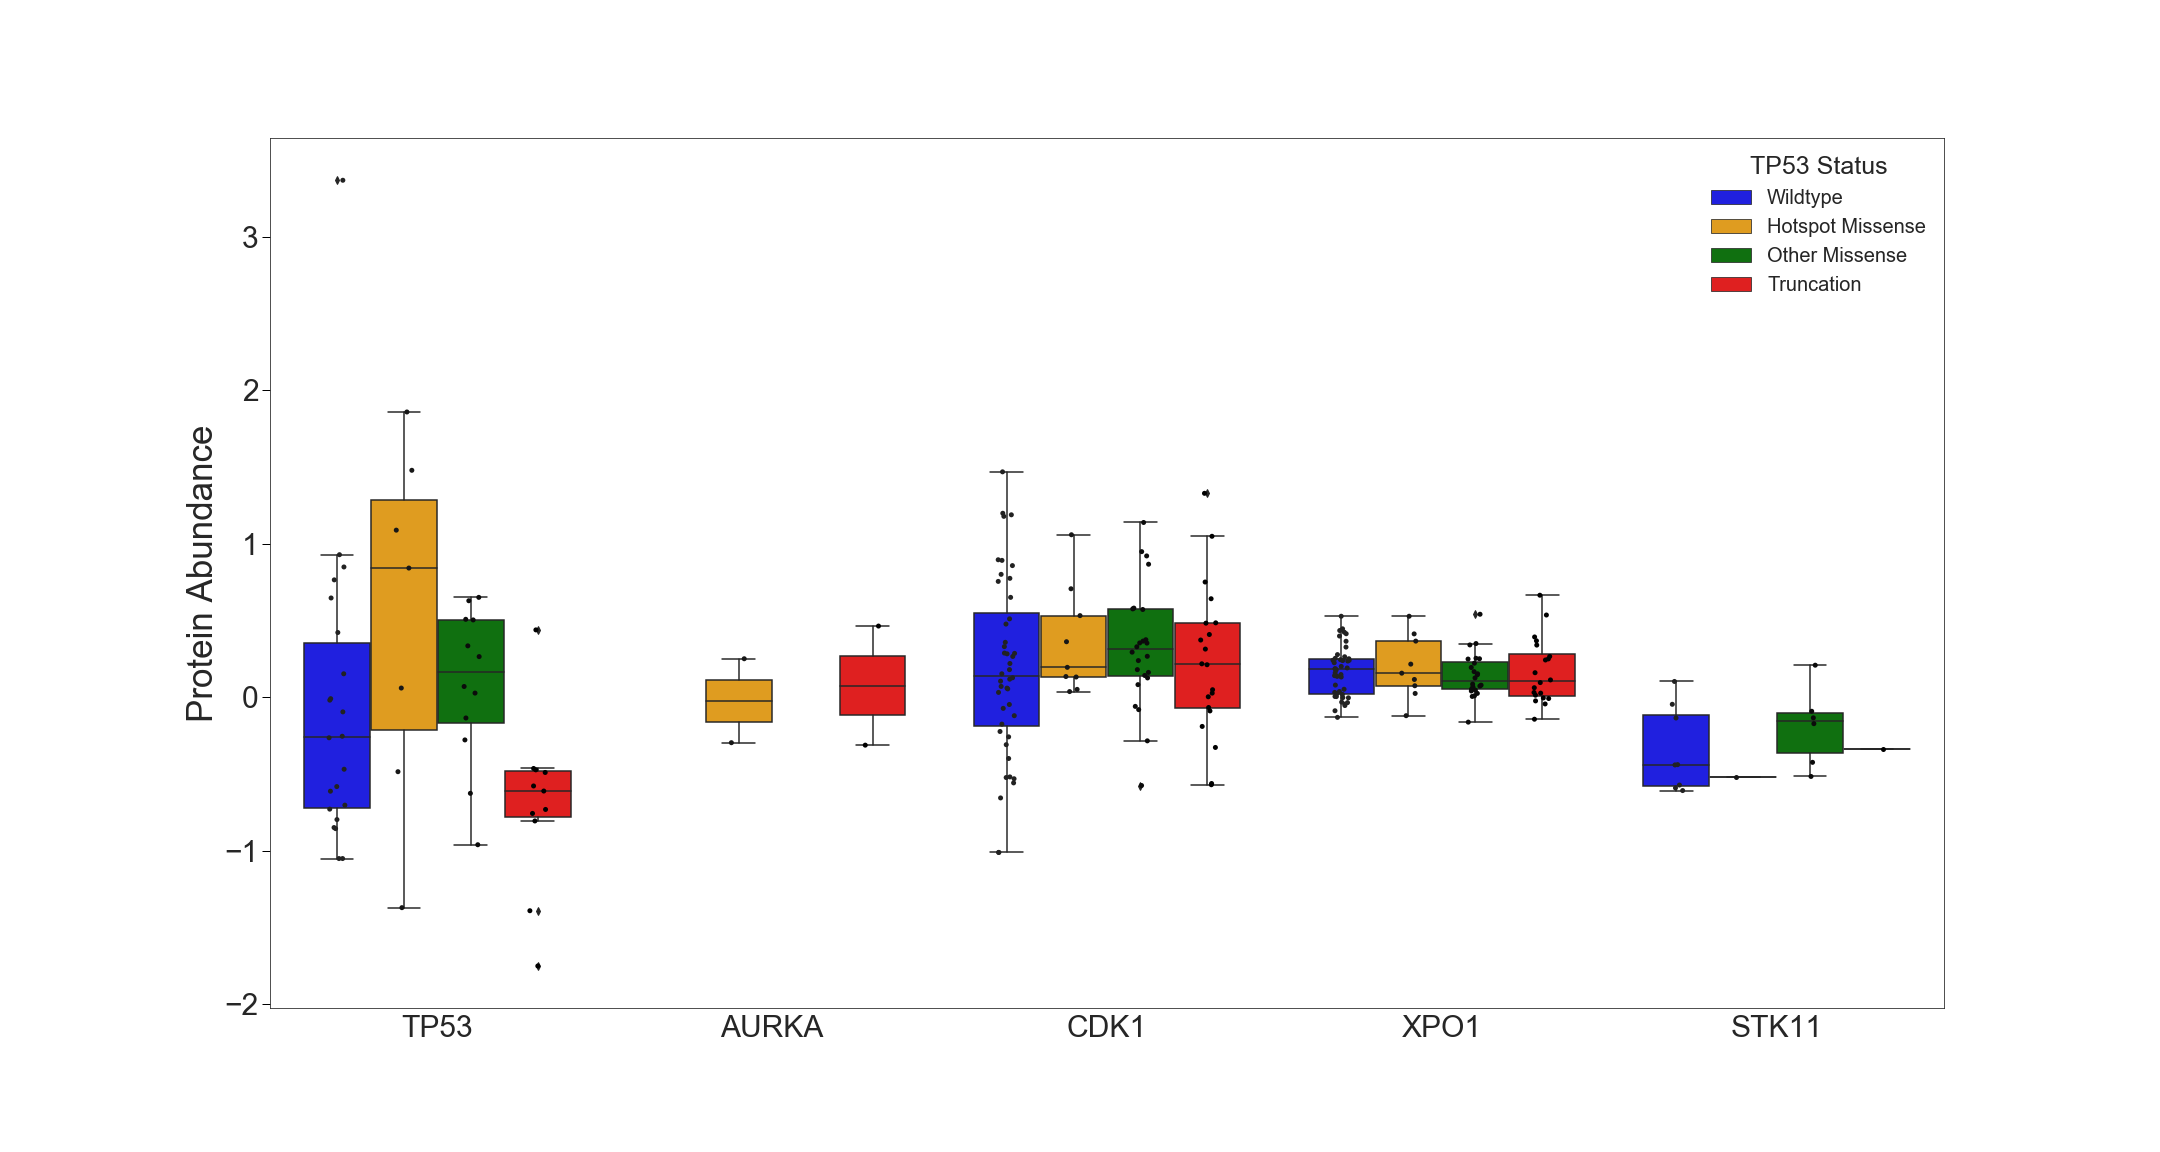 TP53 Status
Wildtype
Hotspot Missense
Other Missense
Truncation
Protein Abundance
3
2
1
0
−1
−2
TP53
AURKA
CDK1
XPO1
STK11